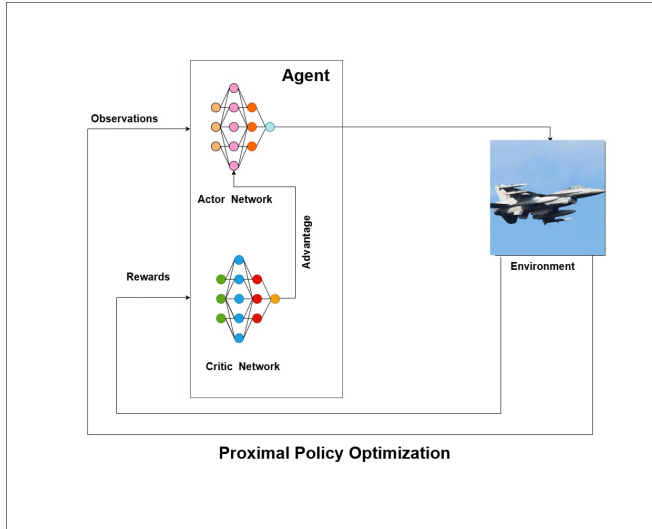 Agent
Observations
Actor Network
Advantage
Rewards
Environment
Critic Network
Proximal Policy Optimization